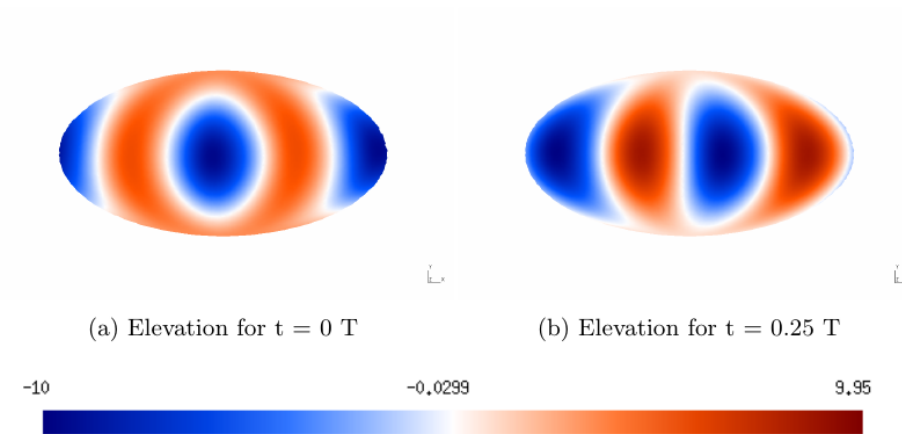 (a) Elevation for t = 0 T
(b) Elevation for t = 0.25 T
-10
-0.0299
9.95